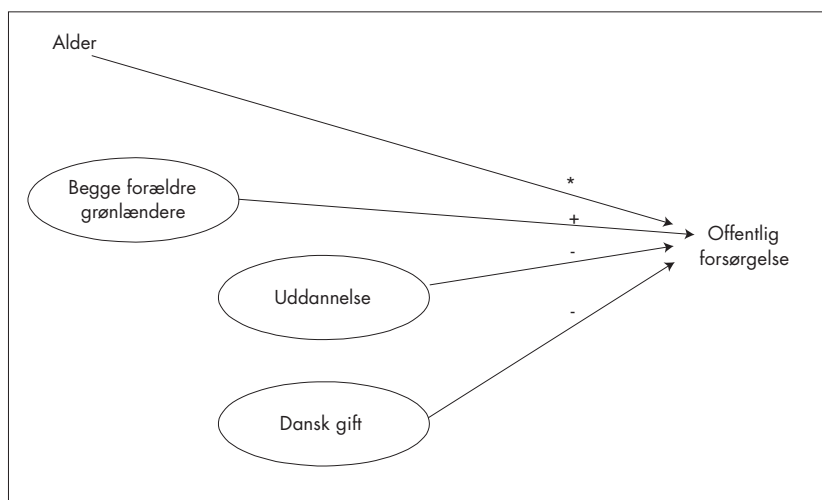 Alder
*
Begge forældre
grønlændere
+
Offentlig
forsørgelse
-
Uddannelse
-
Dansk gift